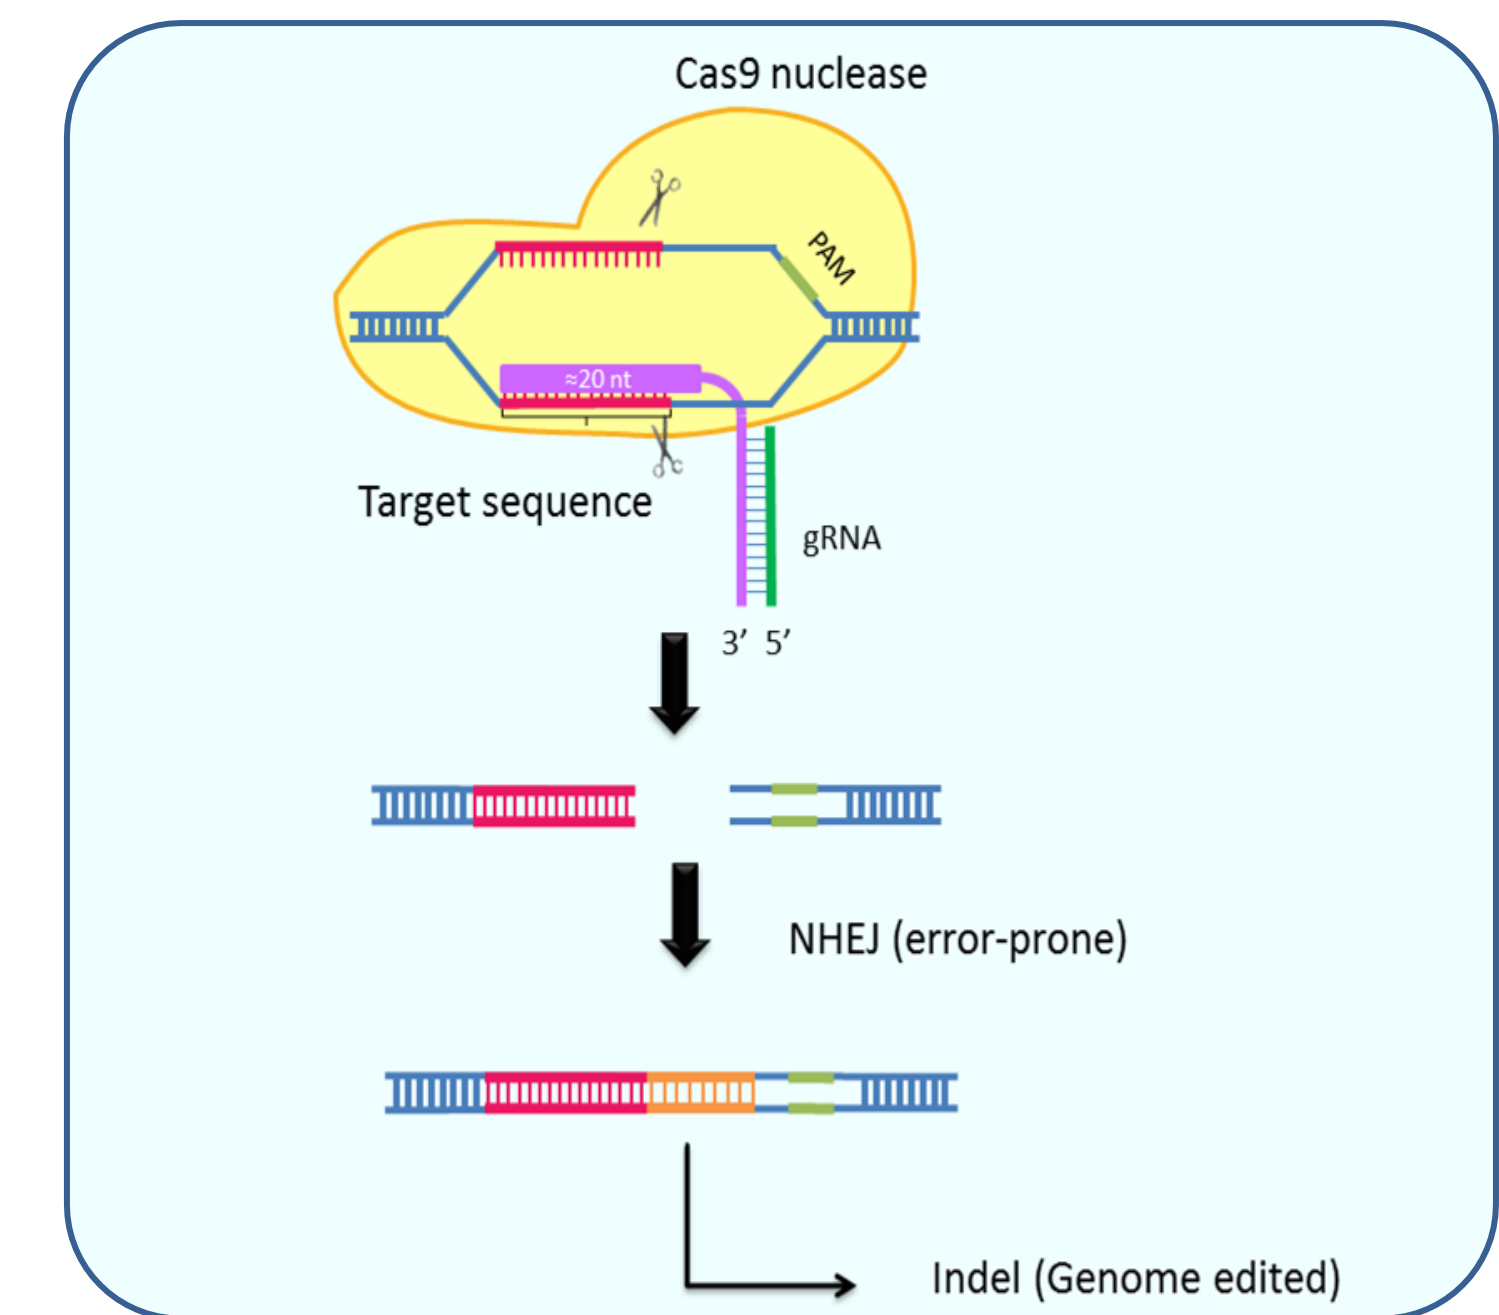 Cas9 nuclease
PAM
≈20 nt
Target sequence
gRNA
3’ 5’
NHEJ (error-prone)
Indel (Genome edited)